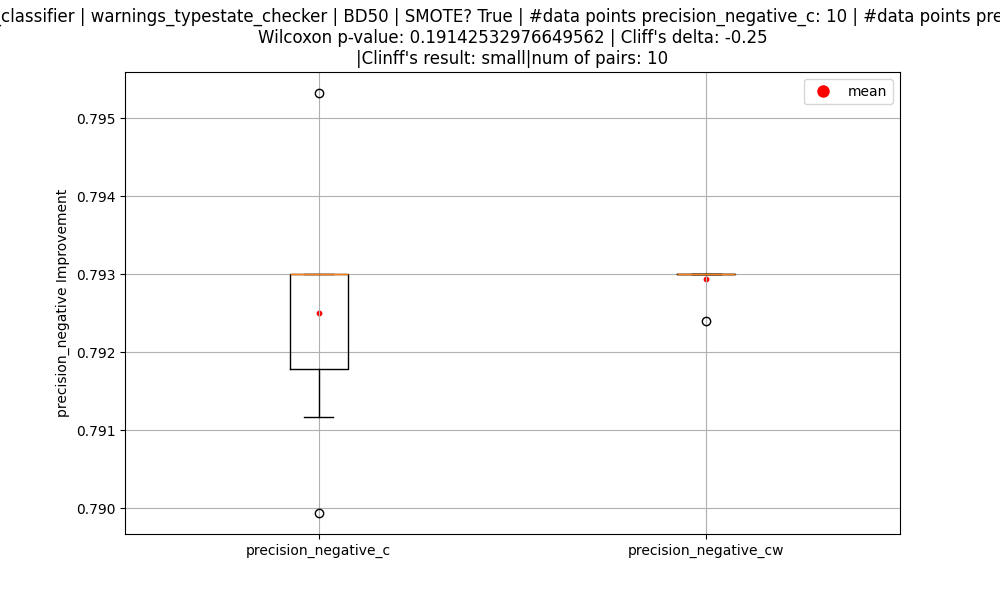 classifier | warnings_typestate_checker | BD50 | SMOTE? True | #data points precision_negative_c: 10 | #data points
Wilcoxon p-value: 0.19142532976649562 | Cliff's delta: -0.25
|Clinff's result: small|num of pairs: 10
mean
0.795
0.794
0.793
0.792
0.791
0.790
precision_negative Improvement
precision_negative_c
precision_negative_cw